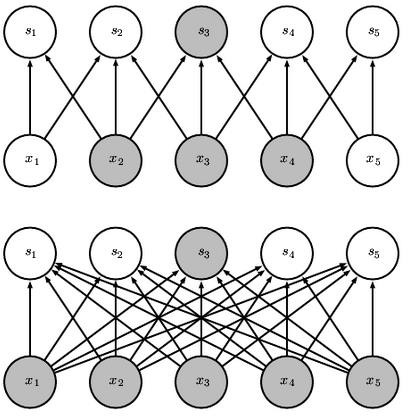 s₁ s₂ s₃ s₄ s₅
x₁ x₂ x₃ x₄ x₅
s₁ s₂ s₃ s₄ s₅
x₁ x₂ x₃ x₄ x₅